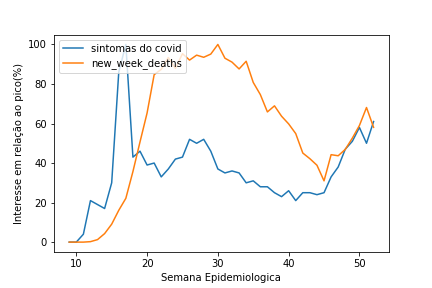 sintomas do covid
new_week_deaths
Interesse em relação ao pico(%)
100
80
60
40
20
0
10 20 30 40 50
Semana Epidemiologica